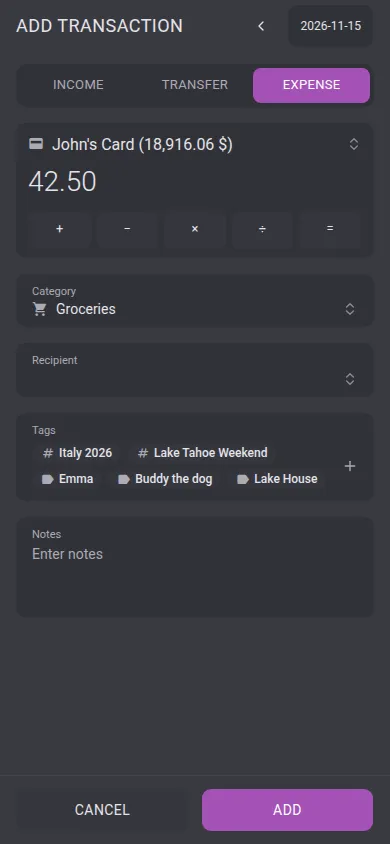 ADD TRANSACTION 2026-11-15
INCOME TRANSFER EXPENSE
John's Card (18,916.06 $)
42.50
+ − × ÷ =
Category
Groceries
Recipient
Tags
# Italy 2026 # Lake Tahoe Weekend
Emma Buddy the dog Lake House
Notes
Enter notes
CANCEL ADD